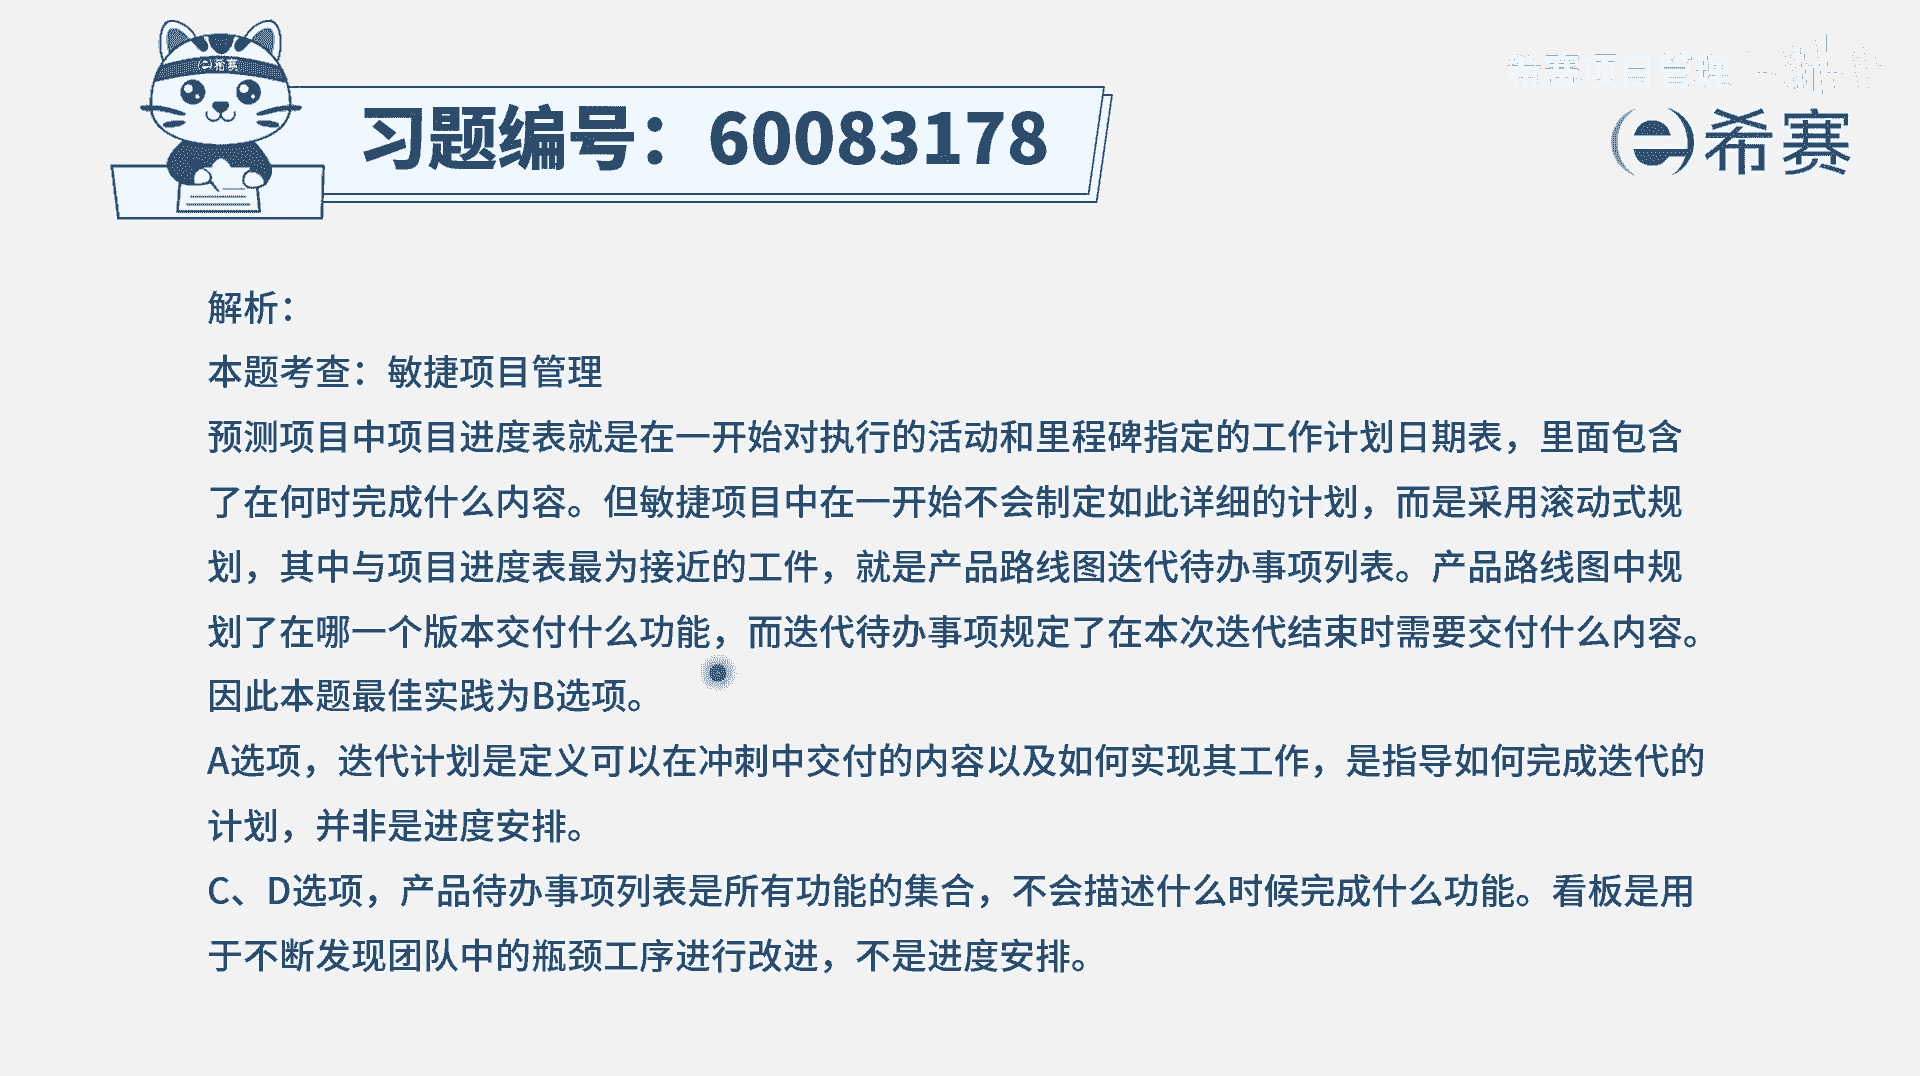 希赛
希赛项目管理
习题编号：60083178
希赛
解析：
本题考查：敏捷项目管理
预测项目中项目进度表就是在一开始对执行的活动和里程碑指定的工作计划日期表，里面包含
了在何时完成什么内容。但敏捷项目中在一开始不会制定如此详细的计划，而是采用滚动式规
划，其中与项目进度表最为接近的工件，就是产品路线图迭代待办事项列表。产品路线图中规
划了在哪一个版本交付什么功能，而迭代待办事项规定了在本次迭代结束时需要交付什么内容。
因此本题最佳实践为B选项。
A选项，迭代计划是定义可以在冲刺中交付的内容以及如何实现其工作，是指导如何完成迭代的
计划，并非是进度安排。
C、D选项，产品待办事项列表是所有功能的集合，不会描述什么时候完成什么功能。看板是用
于不断发现团队中的瓶颈工序进行改进，不是进度安排。